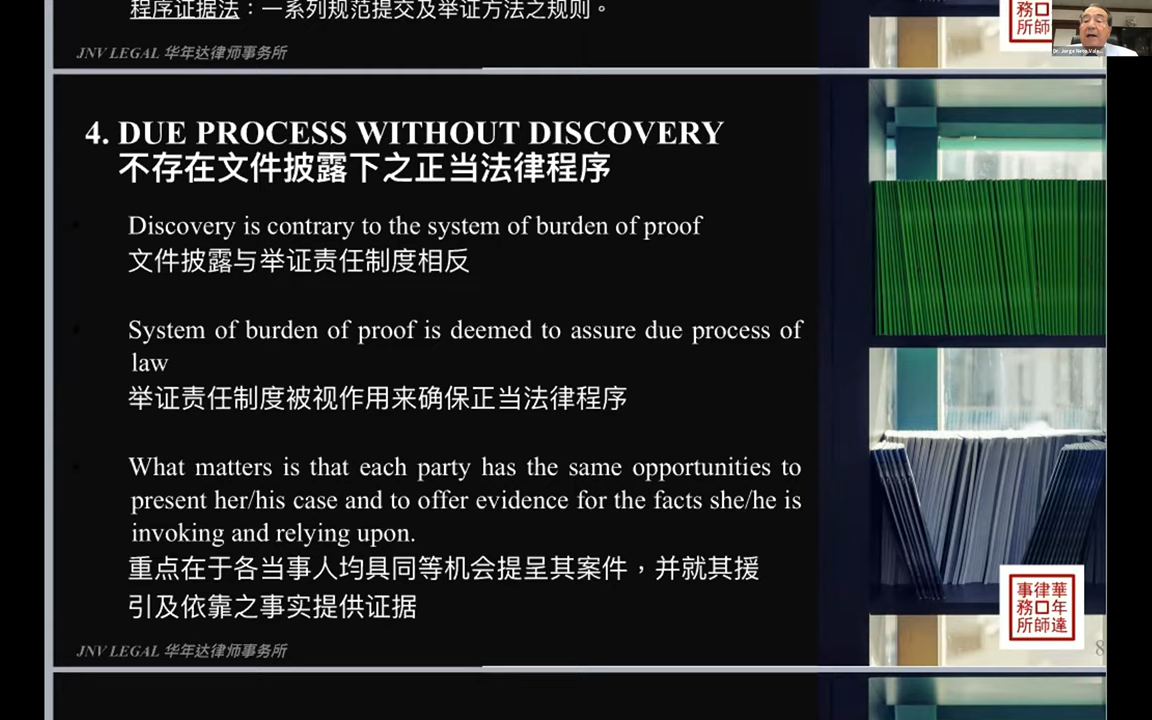 程序证据法：一系列规范提交及举证方法之规则。
JNV LEGAL 华年达律师事务所
4. DUE PROCESS WITHOUT DISCOVERY
不存在文件披露下之正当法律程序
Discovery is contrary to the system of burden of proof
文件披露与举证责任制度相反
System of burden of proof is deemed to assure due process of
law
举证责任制度被视作用来确保正当法律程序
What matters is that each party has the same opportunities to
present her/his case and to offer evidence for the facts she/he is
invoking and relying upon.
重点在于各当事人均具同等机会提呈其案件，并就其援
引及依靠之事实提供证据
JNV LEGAL 华年达律师事务所
事律華
務口年
所師達
8
務口
所師